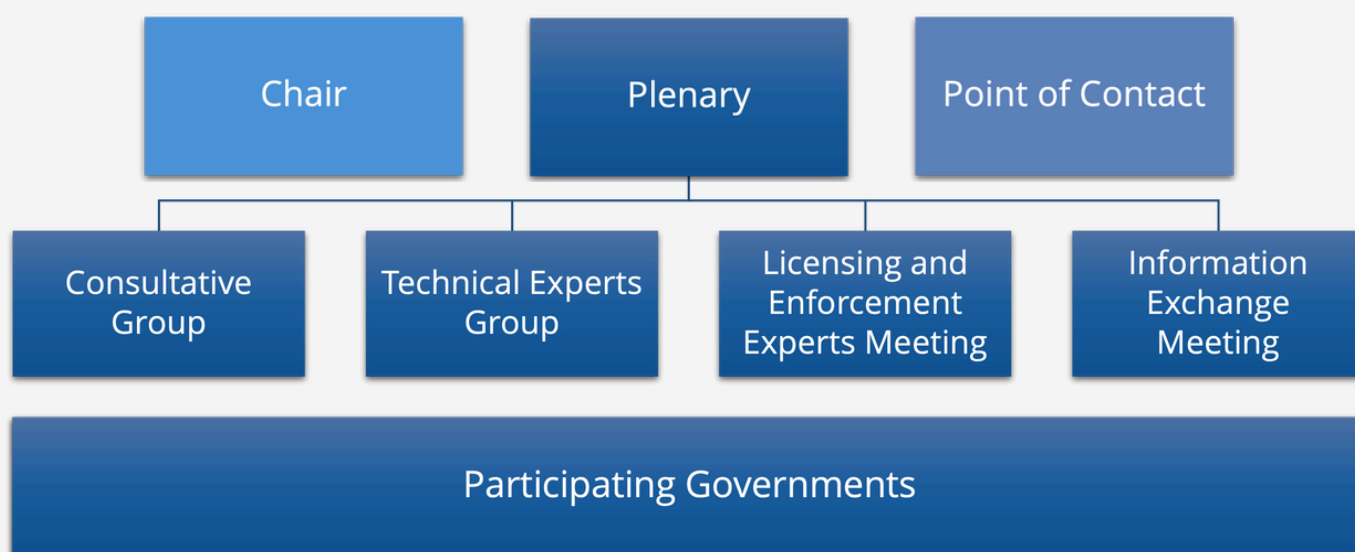 Chair
Plenary
Point of Contact
Consultative
Group
Technical Experts
Group
Licensing and
Enforcement
Experts Meeting
Information
Exchange
Meeting
Participating Governments